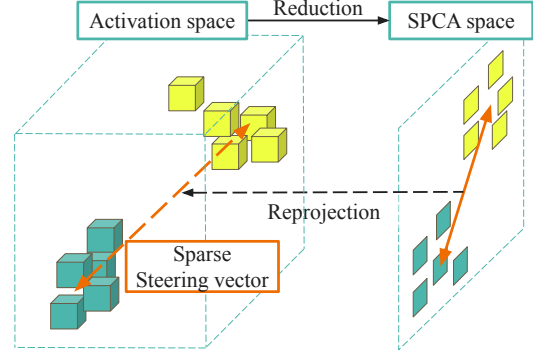 Activation space
Reduction
SPCA space
Reprojection
Sparse
Steering vector